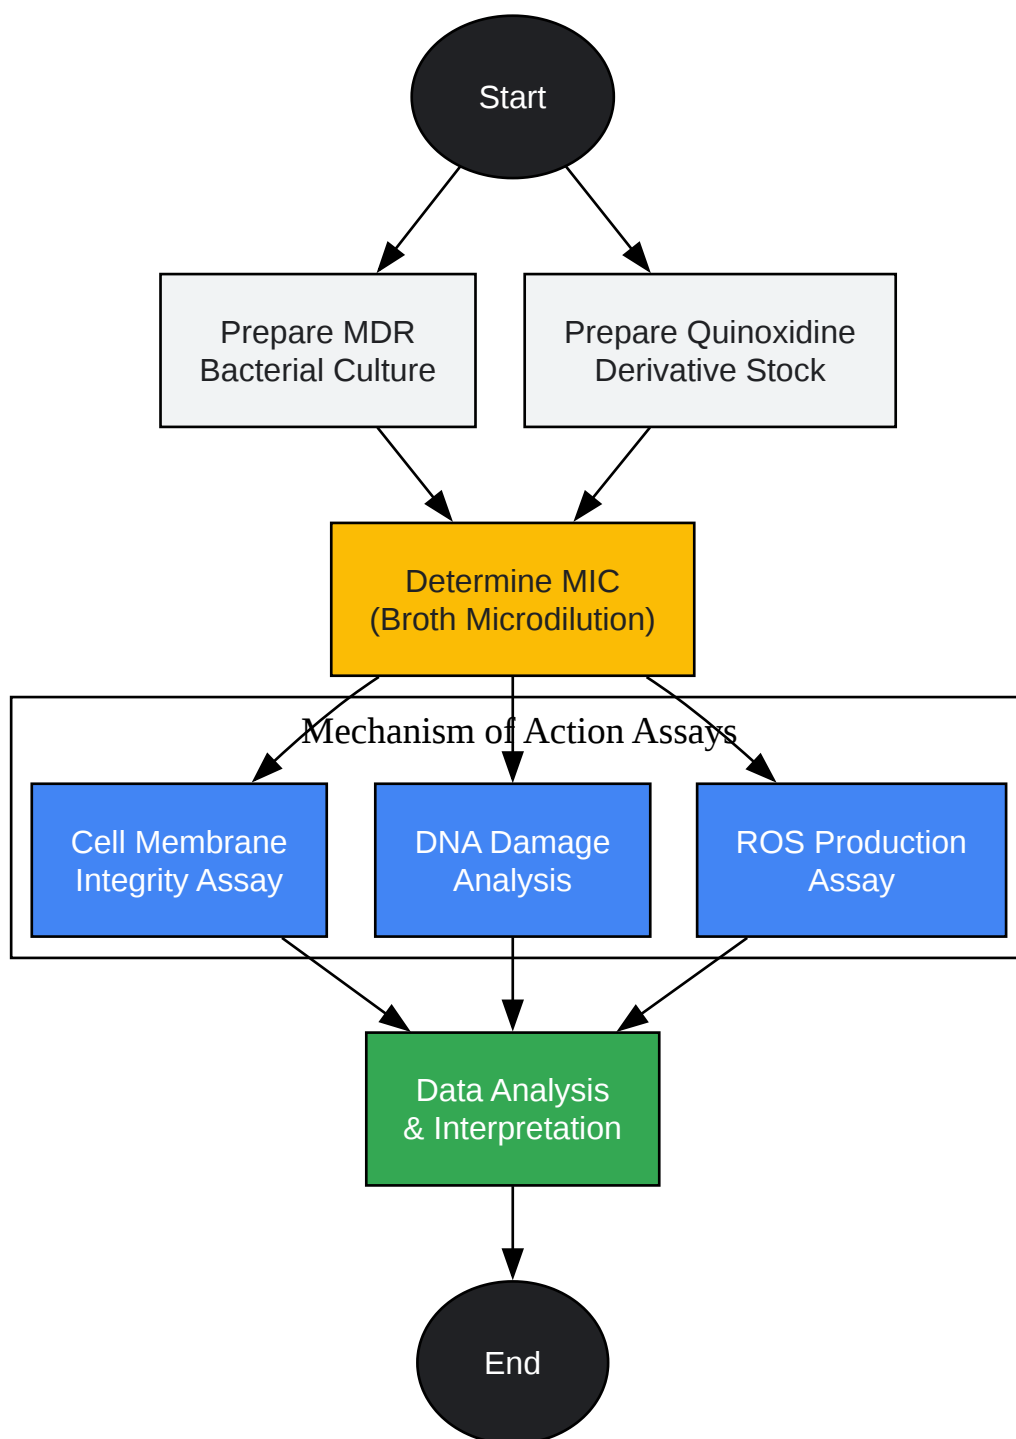 Start
Prepare MDR
Bacterial Culture
Prepare Quinoxidine
Derivative Stock
Determine MIC
(Broth Microdilution)
Mechanism of Action Assays
Cell Membrane
Integrity Assay
DNA Damage
Analysis
ROS Production
Assay
Data Analysis
& Interpretation
End